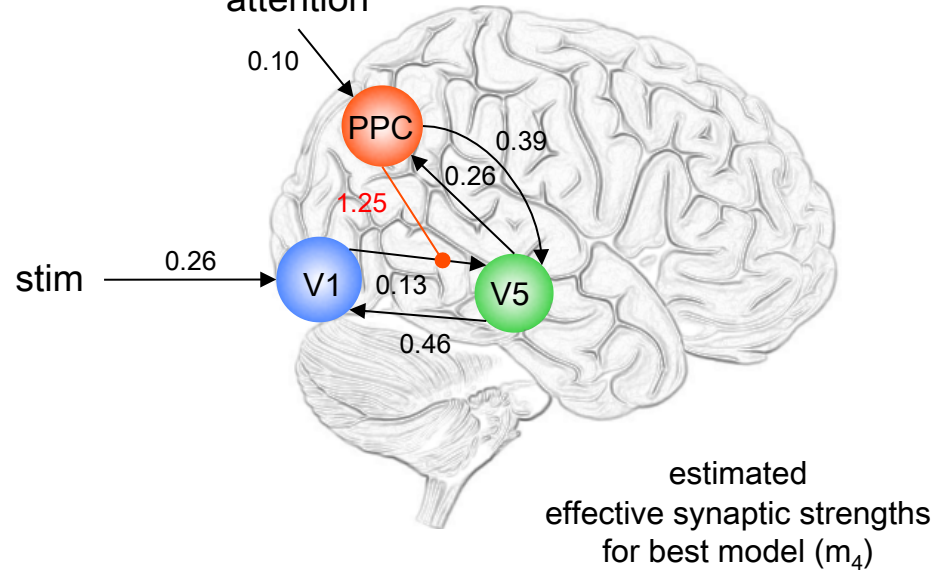 attention
0.10
PPC
0.39
0.26
1.25
stim
0.26
V1
0.13
V5
0.46
estimated
effective synaptic strengths
for best model (m₄)